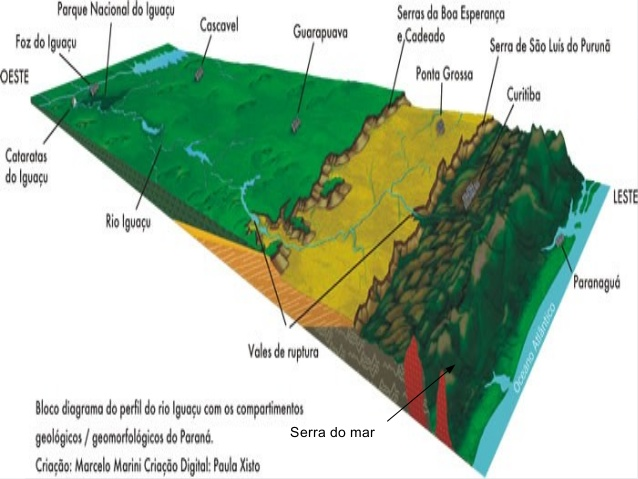 Parque Nacional do Iguaçu
Foz do Iguaçu
OESTE
Cascavel
Guarapuava
Serras da Boa Esperança
e Cadeado
Serra de São Luís do Purunã
Ponta Grossa
Curitiba
Cataratas
do Iguaçu
Rio Iguaçu
LESTE
Paranaguá
Oceano Atlântico
Vales de ruptura
Serra do mar
Bloco diagrama do perfil do rio Iguaçu com os compartimentos
geológicos / geomorfológicos do Paraná.
Criação: Marcelo Marini Criação Digital: Paula Xisto